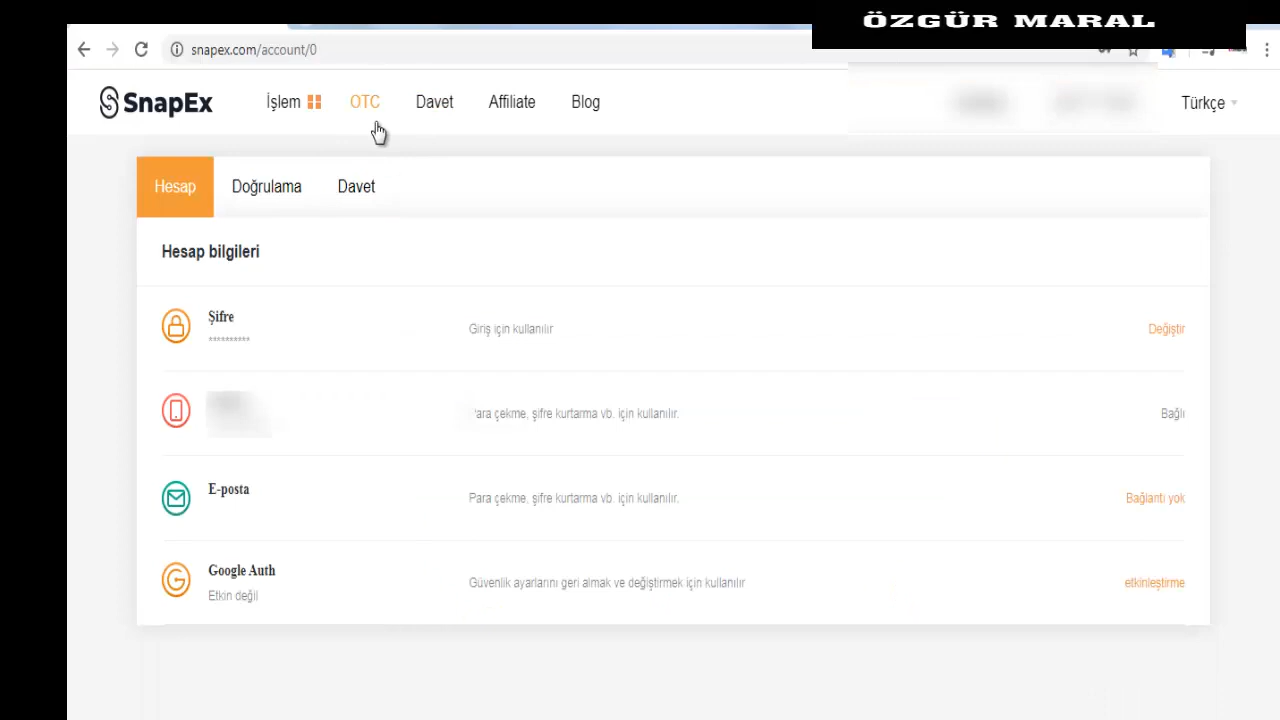 ÖZGÜR MARAL
snapex.com/account/0
SnapEx İşlem OTC Davet Affiliate Blog Türkçe
Hesap Doğrulama Davet
Hesap bilgileri
Şifre
********** Giriş için kullanılır Değiştir
ara çekme, şifre kurtarma vb. için kullanılır. Bağlı
E-posta Para çekme, şifre kurtarma vb. için kullanılır. Bağlantı yok
Google Auth
Etkin değil Güvenlik ayarlarını geri almak ve değiştirmek için kullanılır etkinleştirme